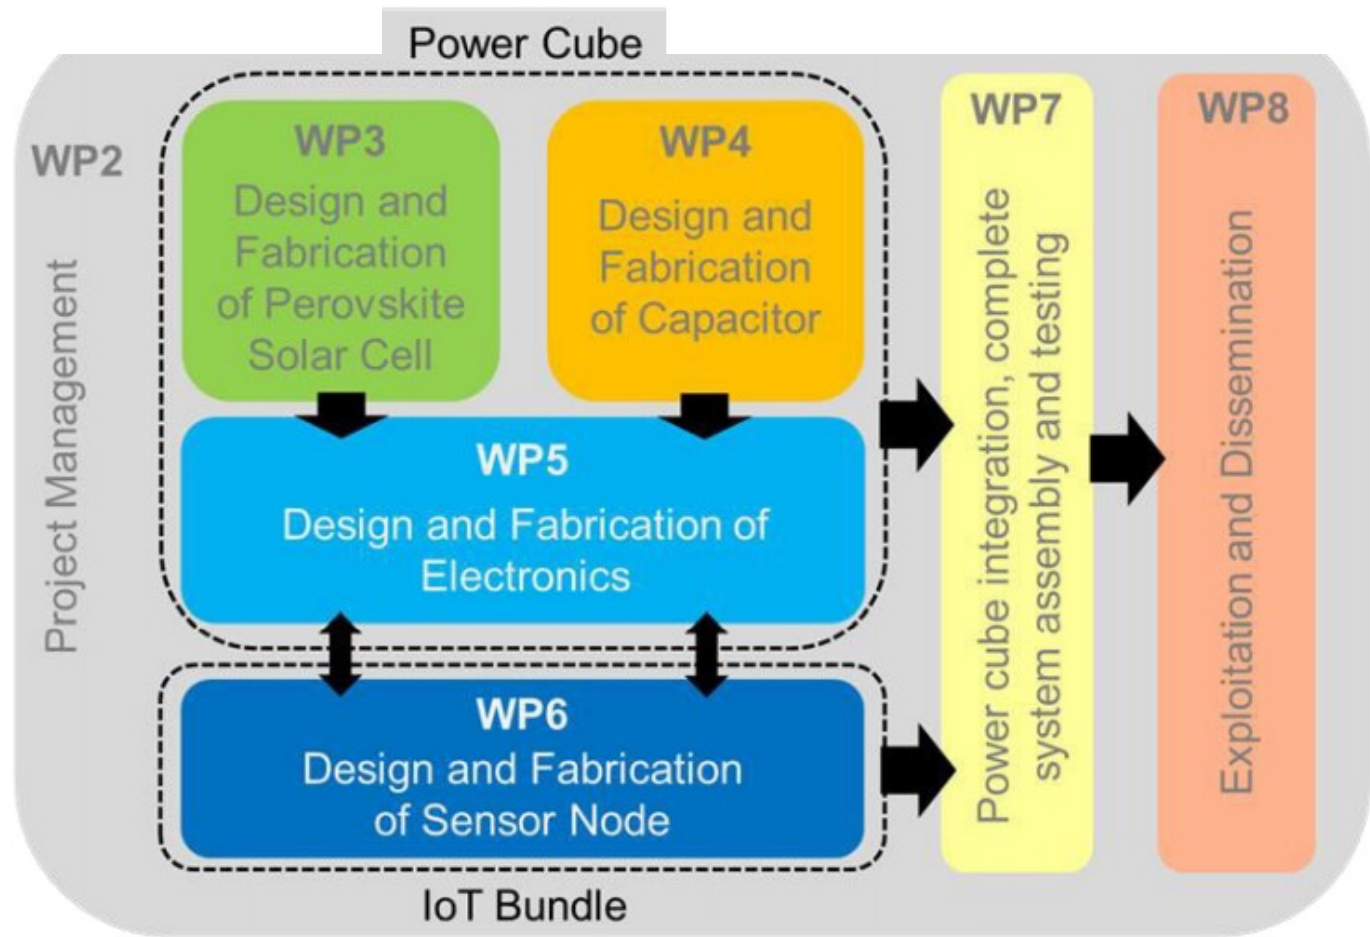 Power Cube
WP2
Project Management
WP3
Design and
Fabrication
of Perovskite
Solar Cell
WP4
Design and
Fabrication
of Capacitor
WP5
Design and Fabrication of
Electronics
WP6
Design and Fabrication
of Sensor Node
IoT Bundle
WP7
Power cube integration, complete
system assembly and testing
WP8
Exploitation and Dissemination